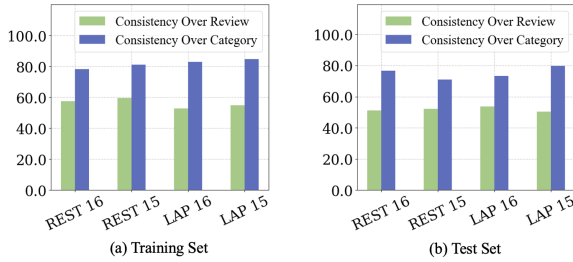 Consistency Over Review
Consistency Over Category
100.0
80.0
60.0
40.0
20.0
0.0
REST 16
REST 15
LAP 16
LAP 15
(a) Training Set
Consistency Over Review
Consistency Over Category
100.0
80.0
60.0
40.0
20.0
0.0
REST 16
REST 15
LAP 16
LAP 15
(b) Test Set